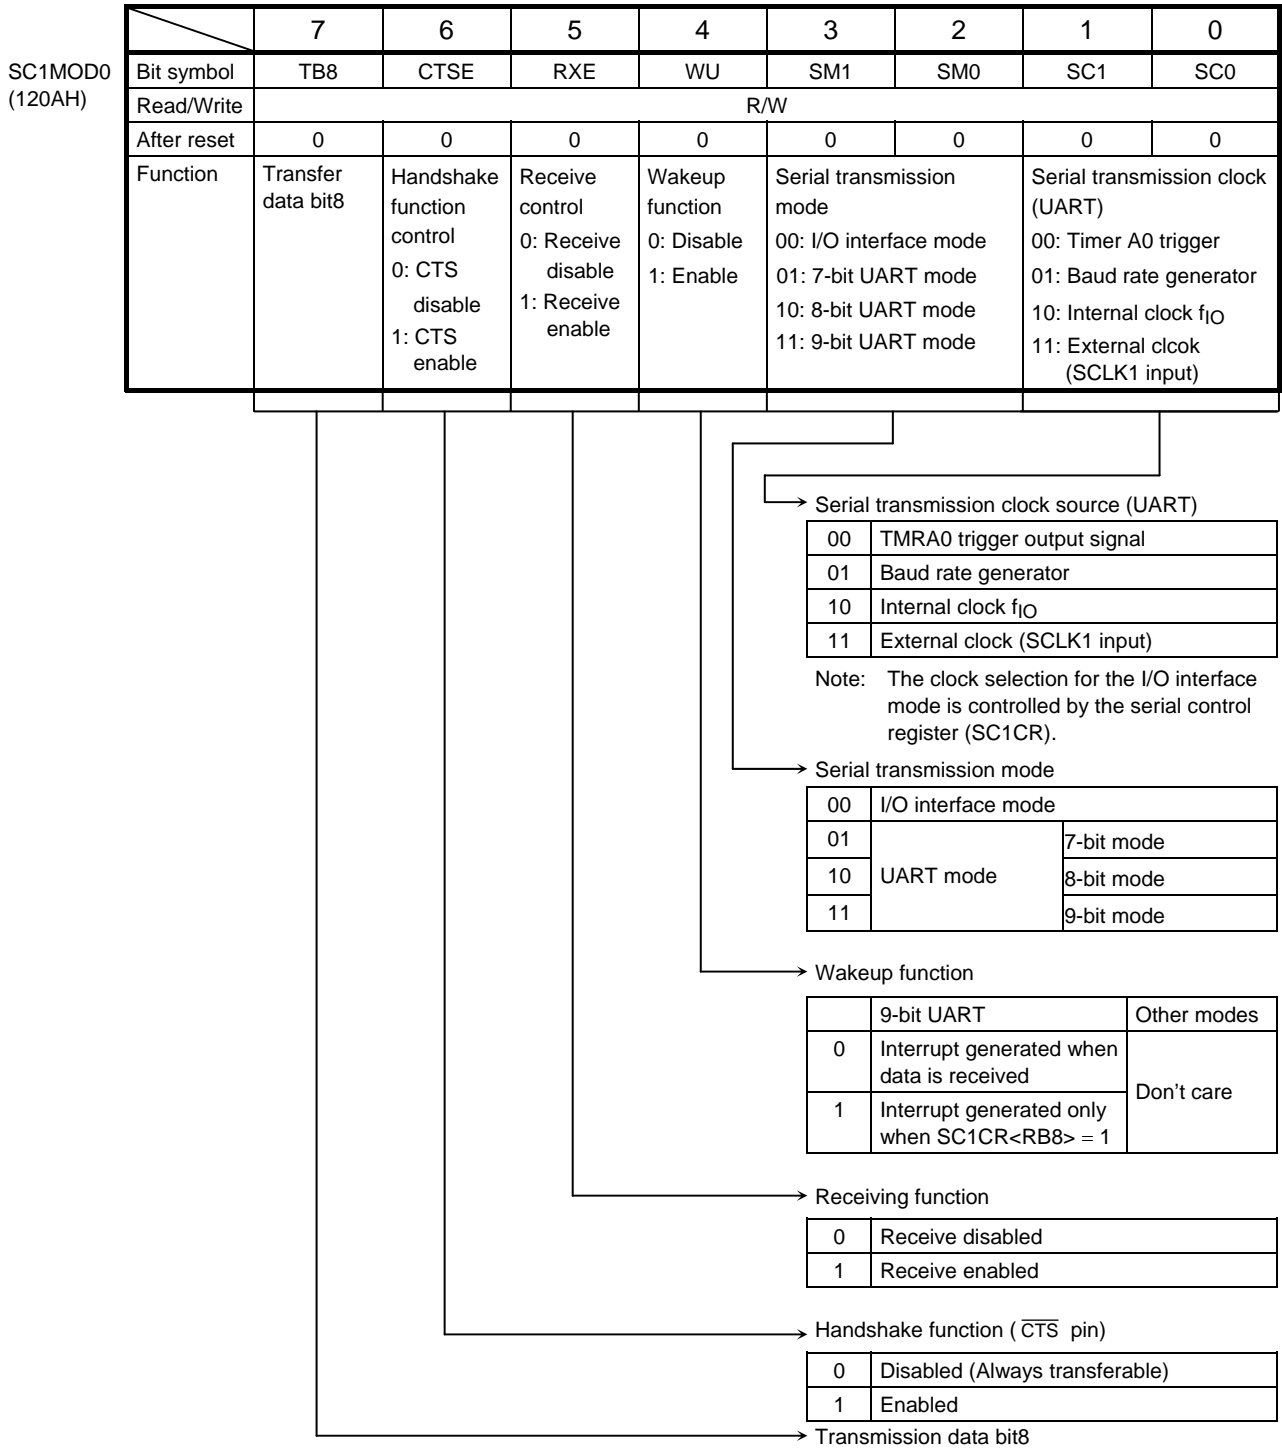 7 6 5 4 3 2 1 0
SC1MOD0
(120AH)
Bit symbol TB8 CTSE RXE WU SM1 SM0 SC1 SC0
Read/Write R/W
After reset 0 0 0 0 0 0 0 0
Function
Transfer
data bit8
Handshake
function
control
0: CTS
disable
1: CTS
enable
Receive
control
0: Receive
disable
1: Receive
enable
Wakeup
function
0: Disable
1: Enable
Serial transmission
mode
00: I/O interface mode
01: 7-bit UART mode
10: 8-bit UART mode
11: 9-bit UART mode
Serial transmission clock
(UART)
00: Timer A0 trigger
01: Baud rate generator
10: Internal clock fIO
11: External clcok
(SCLK1 input)
Serial transmission clock source (UART)
00 TMRA0 trigger output signal
01 Baud rate generator
10 Internal clock fIO
11 External clock (SCLK1 input)
Note: The clock selection for the I/O interface
mode is controlled by the serial control
register (SC1CR).
Serial transmission mode
00 I/O interface mode
01 7-bit mode
10 UART mode 8-bit mode
11 9-bit mode
Wakeup function
9-bit UART Other modes
0 Interrupt generated when
data is received
Don't care
1 Interrupt generated only
when SC1CR<RB8> = 1
Receiving function
0 Receive disabled
1 Receive enabled
Handshake function ( C̅T̅S̅ pin)
0 Disabled (Always transferable)
1 Enabled
Transmission data bit8